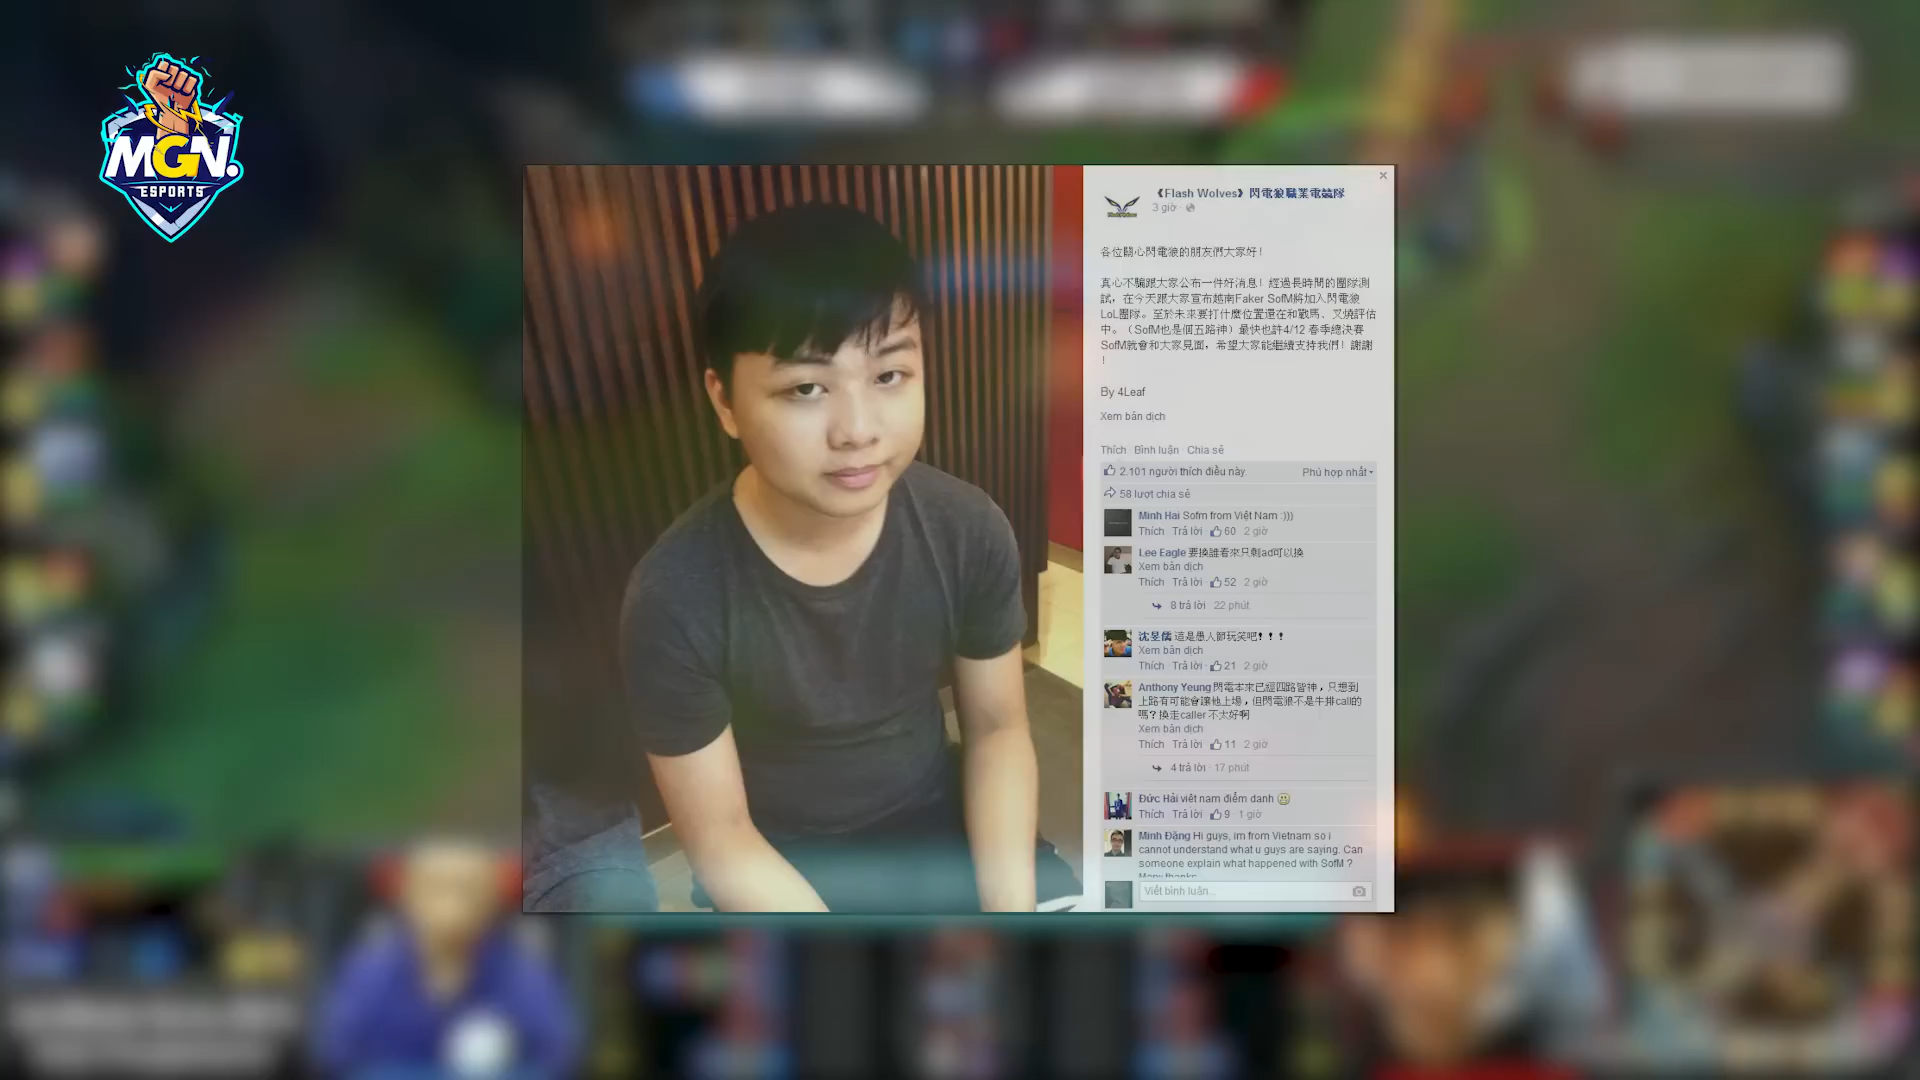 MGN.
ESPORTS
《Flash Wolves》閃電狼職業電競隊
3 giờ ·
各位關心閃電狼的朋友們大家好！
真心不騙跟大家公布一件好消息！經過長時間的團隊測
試，在今天跟大家宣布越南Faker SofM將加入閃電狼
LoL團隊。至於未來要打什麼位置還在和戰馬、叉燒評估
中。（SofM也是個五路神）最快也許4/12 春季總決賽
SofM就會和大家見面，希望大家能繼續支持我們！謝謝
！
By 4Leaf
Xem bản dịch
Thích · Bình luận · Chia sẻ
2.101 người thích điều này.
Phù hợp nhất
58 lượt chia sẻ
Minh Hai Sofm from Việt Nam :)))
Thích · Trả lời · 60 · 2 giờ
Lee Eagle 要換誰看來只剩ad可以換
Xem bản dịch
Thích · Trả lời · 52 · 2 giờ
8 trả lời · 22 phút
沈旻儒 這是愚人節玩笑吧！！！
Xem bản dịch
Thích · Trả lời · 21 · 2 giờ
Anthony Yeung 閃電本來已經四路皆神，只想到
上路有可能會讓他上場，但閃電狼不是牛排call的
嗎？換走caller 不太好啊
Xem bản dịch
Thích · Trả lời · 11 · 2 giờ
4 trả lời · 17 phút
Đức Hải việt nam điểm danh
Thích · Trả lời · 9 · 1 giờ
Minh Đặng Hi guys, im from Vietnam so i
cannot understand what u guys are saying. Can
someone explain what happened with SofM ?
Many thanks
Viết bình luận...